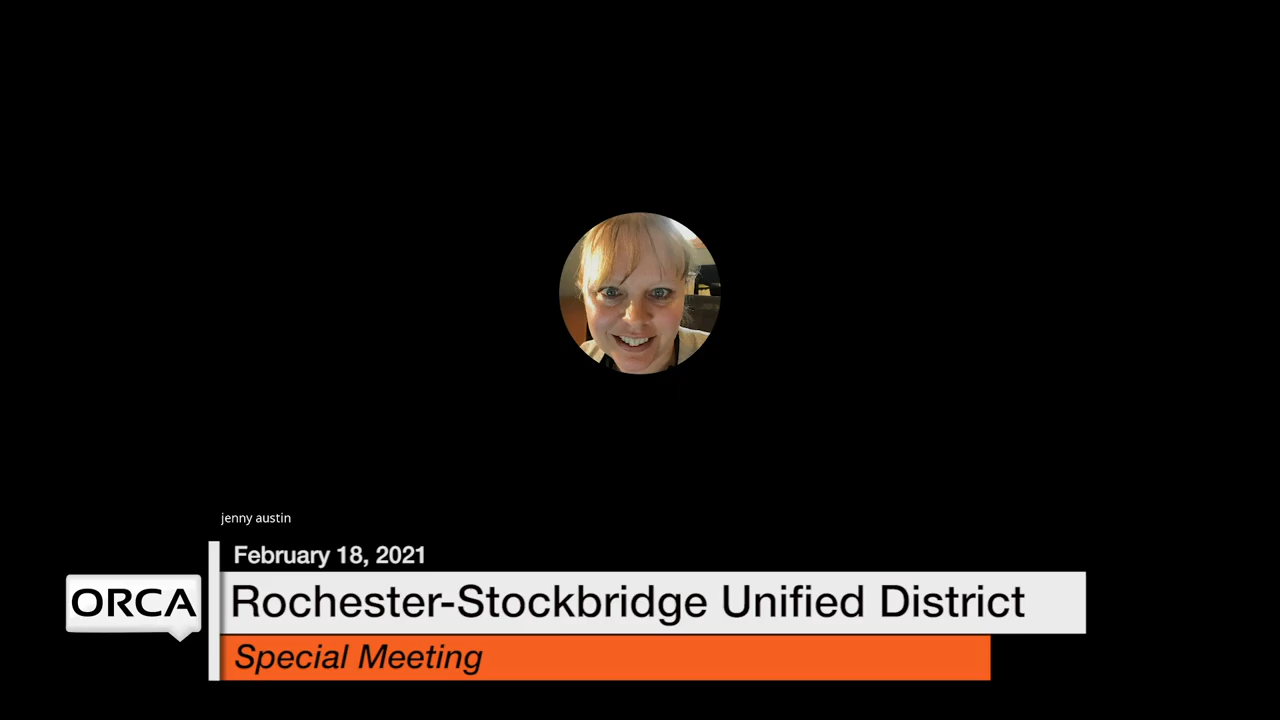 jenny austin
February 18, 2021
ORCA
Rochester-Stockbridge Unified District
Special Meeting